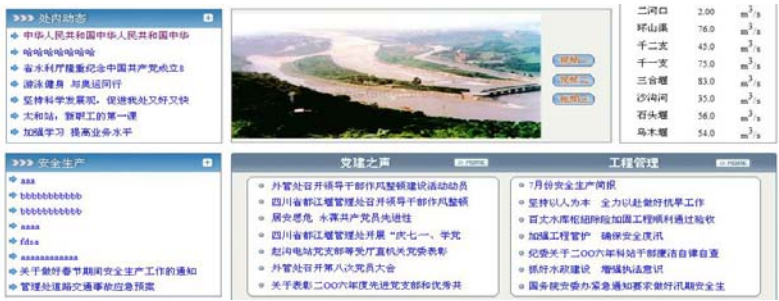 >>> 处内动态
中华人民共和国中华人民共和国中华
哈哈哈哈哈哈哈
省水利厅隆重纪念中国共产党成立8
游泳健身 与奥运同行
坚持科学发展观,促进我处又好又快
太和站:新职工的第一课
加强学习 提高业务水平
二河口 2.00 m³/s
环山渠 76.0 m³/s
千二支 45.0 m³/s
千一支 75.0 m³/s
三合堰 83.0 m³/s
沙沟河 35.0 m³/s
石头堰 56.0 m³/s
乌木堰 54.0 m³/s
>>> 安全生产
aaa
bbbbbbbbbbb
bbbbbbbbbbb
aaaa
fdsa
aaaaaaaaaaaa
关于做好春节期间安全生产工作的通知
管理处道路交通事故应急预案
党建之声
外管处召开领导干部作风整顿建设活动动员
四川省都江堰管理处召开领导干部作风整顿
居安思危 永葆共产党员先进性
四川省都江堰管理处开展“庆七一、学党
赵沟电站党支部等受厅直机关党委表彰
外管处召开第八次党员大会
关于表彰二OO六年度先进党支部和优秀共
工程管理
7月份安全生产简报
坚持以人为本 全力以赴做好抗旱工作
百丈水库枢纽除险加固工程顺利通过验收
加强工程管护 确保安全度汛
纪委关于二OO六年科站干部廉洁自律自查
抓好水政建设 增强执法意识
国务院安委办紧急通知要求做好汛期安全生